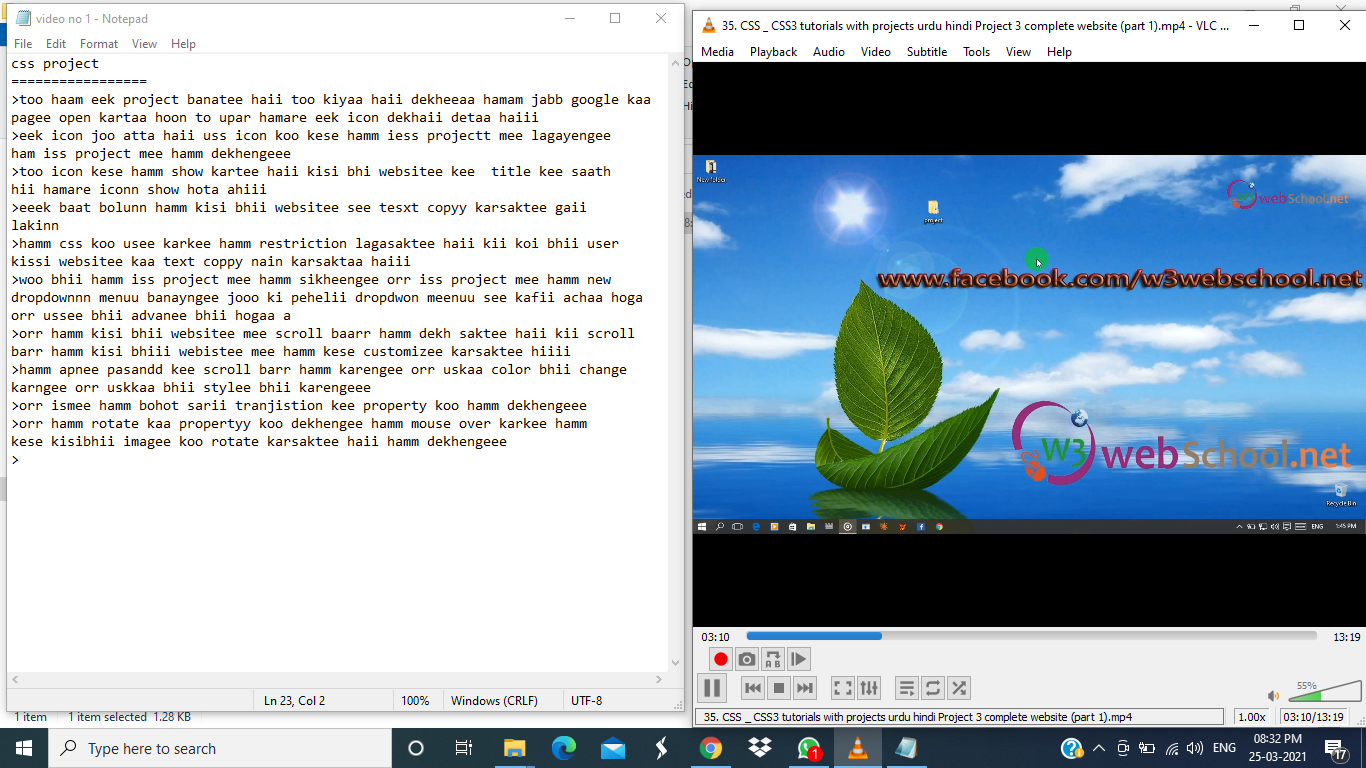 video no 1 - Notepad
File Edit Format View Help
css project
=================
>too haam eek project banatee haii too kiyaa haii dekheeaa hamam jabb google kaa
pagee open kartaa hoon to upar hamare eek icon dekhaii detaa haiii
>eek icon joo atta haii uss icon koo kese hamm iess projectt mee lagayengee
ham iss project mee hamm dekhengeee
>too icon kese hamm show kartee haii kisi bhi websitee kee  title kee saath
hii hamare iconn show hota ahiii
>eeek baat bolunn hamm kisi bhii websitee see tesxt copyy karsaktee gaii
lakinn
>hamm css koo usee karkee hamm restriction lagasaktee haii kii koi bhii user
kissi websitee kaa text coppy nain karsaktaa haiii
>woo bhii hamm iss project mee hamm sikheengee orr iss project mee hamm new
dropdownnn menuu banayngee jooo ki pehelii dropdwon meenuu see kafii achaa hoga
orr ussee bhii advanee bhii hogaa a
>orr hamm kisi bhii websitee mee scroll baarr hamm dekh saktee haii kii scroll
barr hamm kisi bhiii webistee mee hamm kese customizee karsaktee hiiii
>hamm apnee pasandd kee scroll barr hamm karengee orr uskaa color bhii change
karngee orr uskkaa bhii stylee bhii karengeee
>orr ismee hamm bohot sarii tranjistion kee property koo hamm dekhengeee
>orr hamm rotate kaa propertyy koo dekhengee hamm mouse over karkee hamm
kese kisibhii imagee koo rotate karsaktee haii hamm dekhengeee
>
Ln 23, Col 2 100% Windows (CRLF) UTF-8
1 item 1 item selected 1.28 KB
35. CSS _ CSS3 tutorials with projects urdu hindi Project 3 complete website (part 1).mp4 - VLC ...
Media Playback Audio Video Subtitle Tools View Help
New folder
project
webSchool.net
www.facebook.com/w3webschool.net
W3 webSchool.net
Recycle Bin
ENG 1:45 PM
03:10 13:19
A B
55%
35. CSS _ CSS3 tutorials with projects urdu hindi Project 3 complete website (part 1).mp4 1.00x 03:10/13:19
Type here to search
1
ENG
08:32 PM
25-03-2021
17